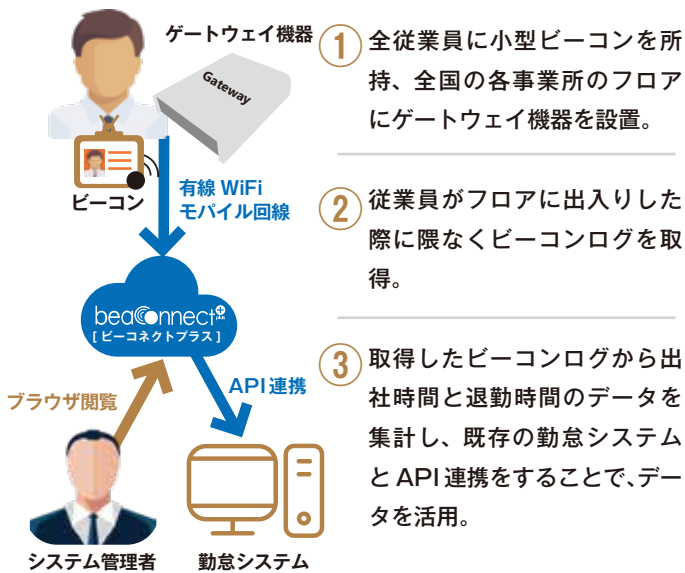 ゲートウェイ機器
Gateway
ビーコン
有線 WiFi
モバイル回線
beaconnect
[ ビーコネクトプラス ]
ブラウザ閲覧
API連携
システム管理者
勤怠システム
① 全従業員に小型ビーコンを所
持、全国の各事業所のフロア
にゲートウェイ機器を設置。
② 従業員がフロアに出入りした
際に隈なくビーコンログを取
得。
③ 取得したビーコンログから出
社時間と退勤時間のデータを
集計し、既存の勤怠システム
と API 連携をすることで、デー
タを活用。